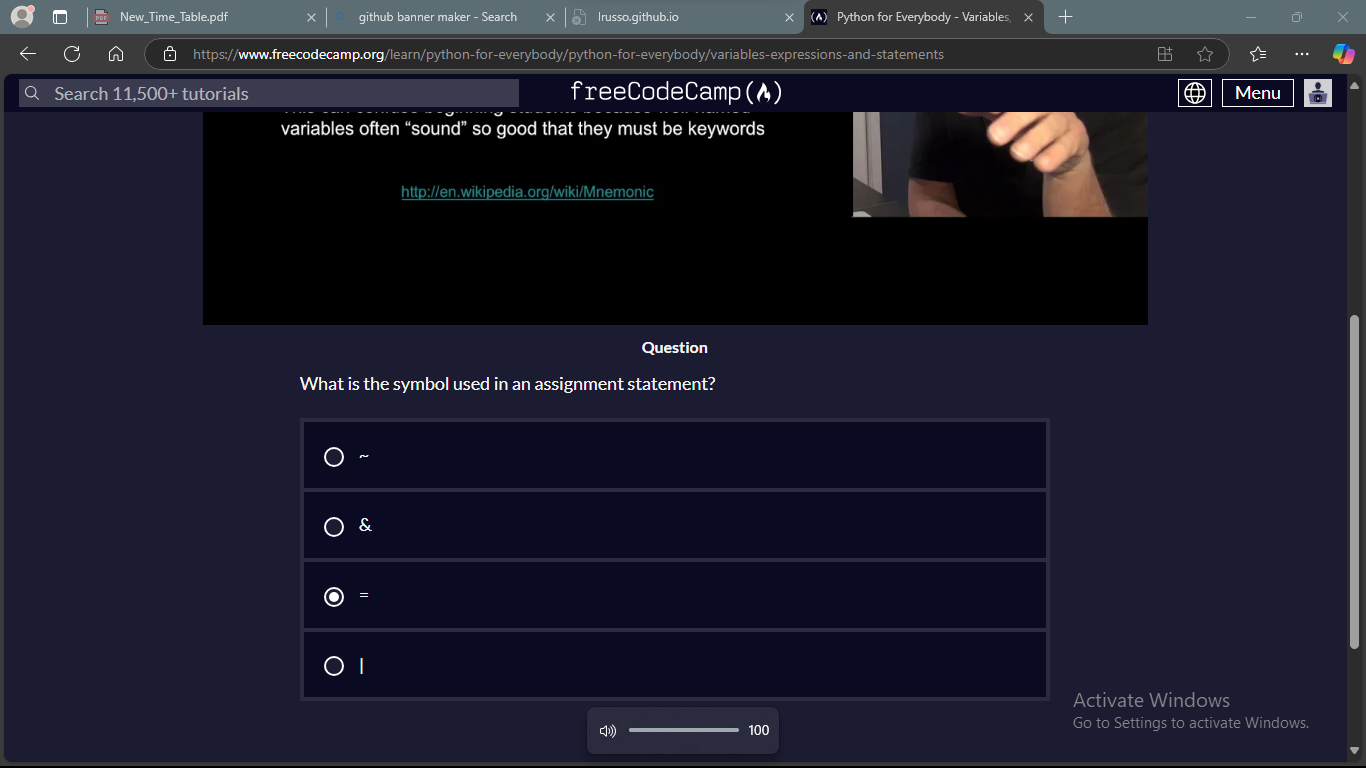 New_Time_Table.pdf
github banner maker - Search
lrusso.github.io
Python for Everybody - Variables,
https://www.freecodecamp.org/learn/python-for-everybody/python-for-everybody/variables-expressions-and-statements
Search 11,500+ tutorials
freeCodeCamp
Menu
variables often “sound” so good that they must be keywords
http://en.wikipedia.org/wiki/Mnemonic
Question
What is the symbol used in an assignment statement?
~
&
=
|
Activate Windows
Go to Settings to activate Windows.
100